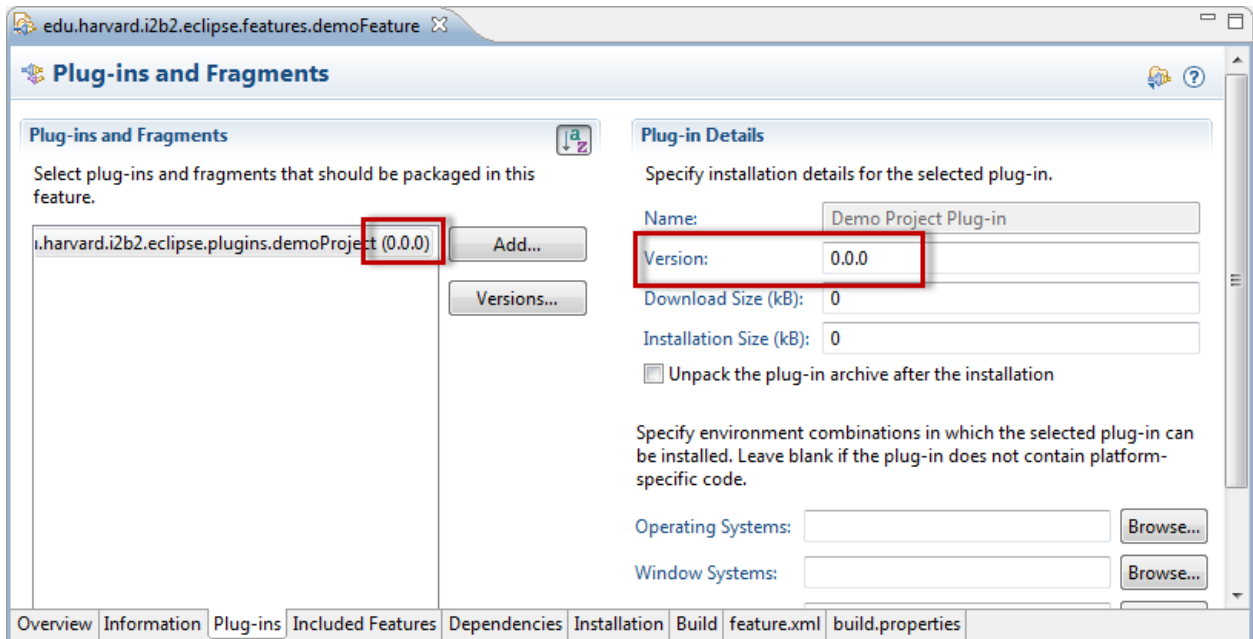 edu.harvard.i2b2.eclipse.features.demoFeature
Plug-ins and Fragments
Plug-ins and Fragments
Select plug-ins and fragments that should be packaged in this
feature.
.harvard.i2b2.eclipse.plugins.demoProject (0.0.0)
Add...
Versions...
Plug-in Details
Specify installation details for the selected plug-in.
Name: Demo Project Plug-in
Version: 0.0.0
Download Size (kB): 0
Installation Size (kB): 0
Unpack the plug-in archive after the installation
Specify environment combinations in which the selected plug-in can
be installed. Leave blank if the plug-in does not contain platform-
specific code.
Operating Systems: Browse...
Window Systems: Browse...
Overview Information Plug-ins Included Features Dependencies Installation Build feature.xml build.properties